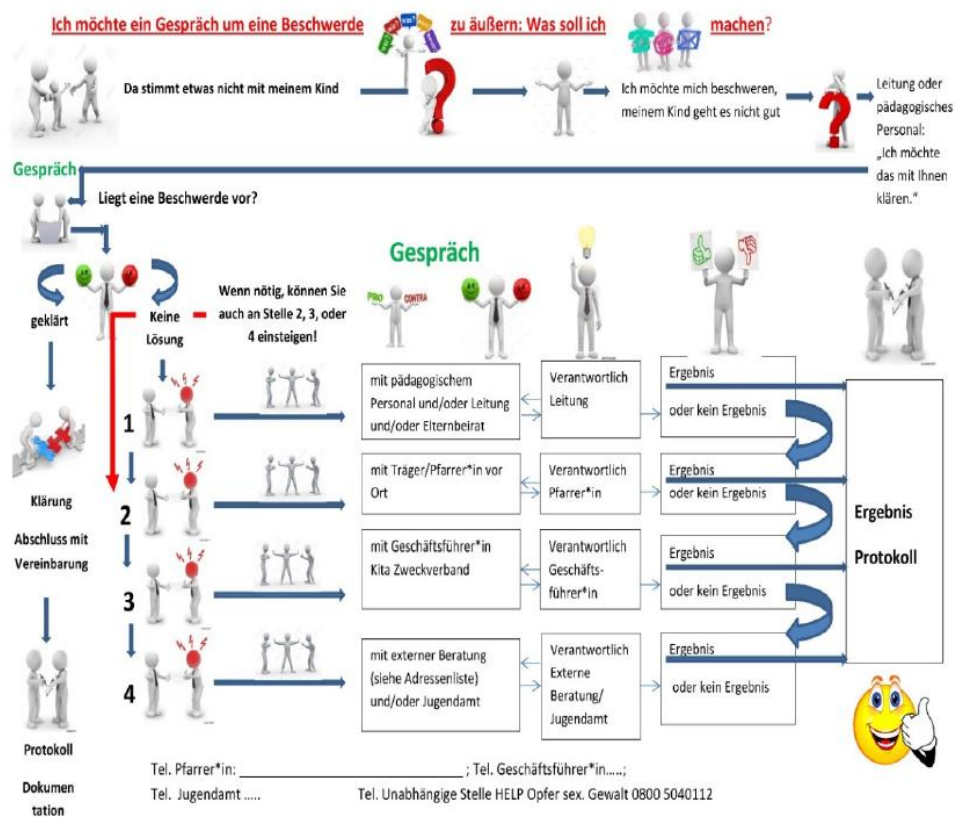 Ich möchte ein Gespräch um eine Beschwerde zu äußern: Was soll ich machen?
Da stimmt etwas nicht mit meinem Kind
Ich möchte mich beschweren,
meinem Kind geht es nicht gut
Leitung oder
pädagogisches
Personal:
„Ich möchte
das mit Ihnen
klären.“
Gespräch
Liegt eine Beschwerde vor?
geklärt
Keine
Lösung
Wenn nötig, können Sie
auch an Stelle 2, 3, oder
4 einsteigen!
Gespräch
PRO
CONTRA
1
mit pädagogischem
Personal und/oder Leitung
und/oder Elternbeirat
Verantwortlich
Leitung
Ergebnis
oder kein Ergebnis
2
mit Träger/Pfarrer*in vor
Ort
Verantwortlich
Pfarrer*in
Ergebnis
oder kein Ergebnis
3
mit Geschäftsführer*in
Kita Zweckverband
Verantwortlich
Geschäfts-
führer*in
Ergebnis
oder kein Ergebnis
4
mit externer Beratung
(siehe Adressenliste)
und/oder Jugendamt
Verantwortlich
Externe
Beratung/
Jugendamt
Ergebnis
oder kein Ergebnis
Ergebnis
Protokoll
Klärung
Abschluss mit
Vereinbarung
Protokoll
Dokumen
tation
Tel. Pfarrer*in: ______________________________ ; Tel. Geschäftsführer*in.....;
Tel. Jugendamt .....
Tel. Unabhängige Stelle HELP Opfer sex. Gewalt 0800 5040112